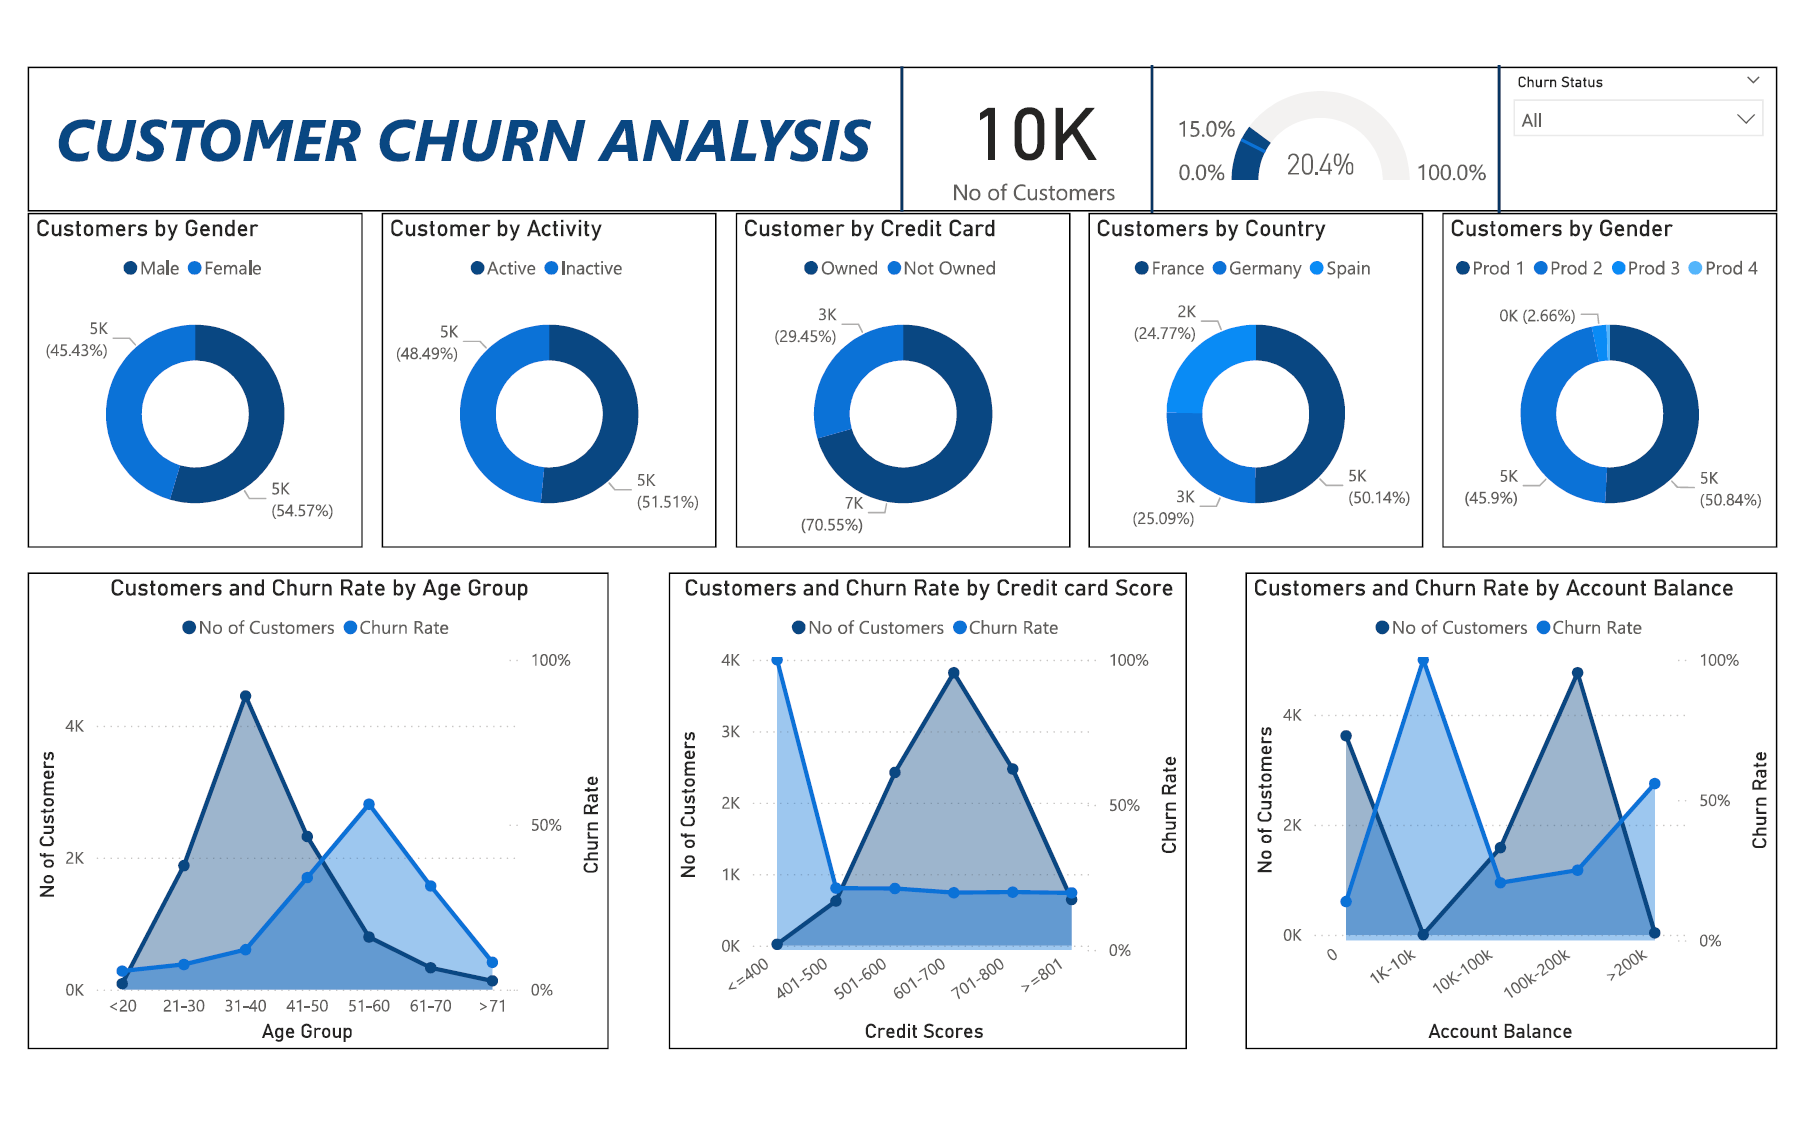 CUSTOMER CHURN ANALYSIS
10K
No of Customers
15.0%
0.0%
20.4%
100.0%
Churn Status
All
Customers by Gender
Male Female
5K
(45.43%)
5K
(54.57%)
Customer by Activity
Active Inactive
5K
(48.49%)
5K
(51.51%)
Customer by Credit Card
Owned Not Owned
3K
(29.45%)
7K
(70.55%)
Customers by Country
France Germany Spain
2K
(24.77%)
3K
(25.09%)
5K
(50.14%)
Customers by Gender
Prod 1 Prod 2 Prod 3 Prod 4
0K (2.66%)
5K
(45.9%)
5K
(50.84%)
Customers and Churn Rate by Age Group
No of Customers Churn Rate
100%
4K
50%
2K
0K
0%
No of Customers
Churn Rate
<20 21-30 31-40 41-50 51-60 61-70 >71
Age Group
Customers and Churn Rate by Credit card Score
No of Customers Churn Rate
4K
100%
3K
2K
50%
1K
0K
0%
No of Customers
Churn Rate
<=400 401-500 501-600 601-700 701-800 >=801
Credit Scores
Customers and Churn Rate by Account Balance
No of Customers Churn Rate
100%
4K
50%
2K
0K
0%
No of Customers
Churn Rate
0 1K-10k 10K-100k 100k-200k >200k
Account Balance